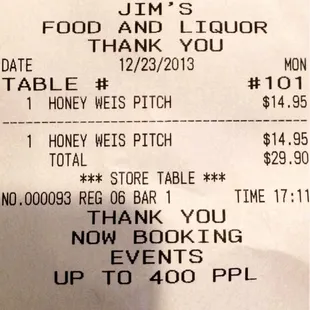 JIM'S
FOOD AND LIQUOR
THANK YOU
DATE 12/23/2013 MON
TABLE # #101
1 HONEY WEIS PITCH $14.95
--------------------------------
1 HONEY WEIS PITCH $14.95
TOTAL $29.90
*** STORE TABLE ***
NO.000093 REG 06 BAR 1 TIME 17:11
THANK YOU
NOW BOOKING
EVENTS
UP TO 400 PPL